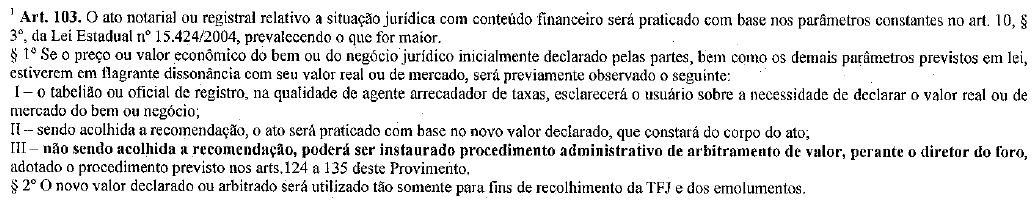 ¹ Art. 103. O ato notarial ou registral relativo a situação jurídica com conteúdo financeiro será praticado com base nos parâmetros constantes no art. 10, §
3º, da Lei Estadual nº 15.424/2004, prevalecendo o que for maior.
§ 1º Se o preço ou valor econômico do bem ou do negócio jurídico inicialmente declarado pelas partes, bem como os demais parâmetros previstos em lei,
estiverem em flagrante dissonância com seu valor real ou de mercado, será previamente observado o seguinte:
I – o tabelião ou oficial de registro, na qualidade de agente arrecadador de taxas, esclarecerá o usuário sobre a necessidade de declarar o valor real ou de
mercado do bem ou negócio;
II – sendo acolhida a recomendação, o ato será praticado com base no novo valor declarado, que constará do corpo do ato;
III – não sendo acolhida a recomendação, poderá ser instaurado procedimento administrativo de arbitramento de valor, perante o diretor do foro,
adotado o procedimento previsto nos arts.124 a 135 deste Provimento.
§ 2º O novo valor declarado ou arbitrado será utilizado tão somente para fins de recolhimento da TFJ e dos emolumentos.